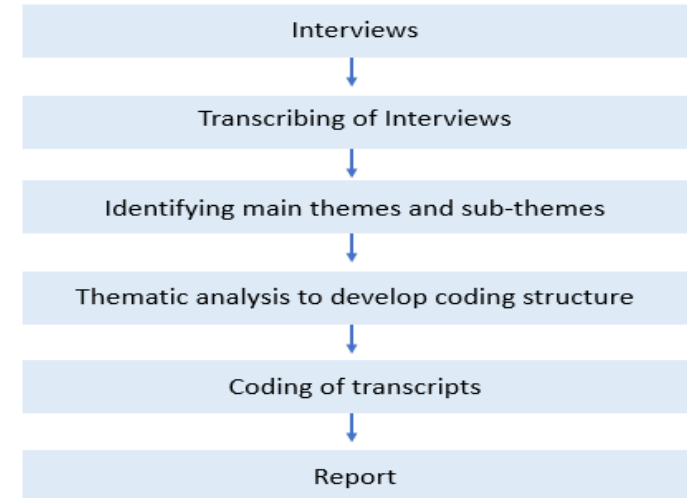 Interviews
Transcribing of Interviews
Identifying main themes and sub-themes
Thematic analysis to develop coding structure
Coding of transcripts
Report